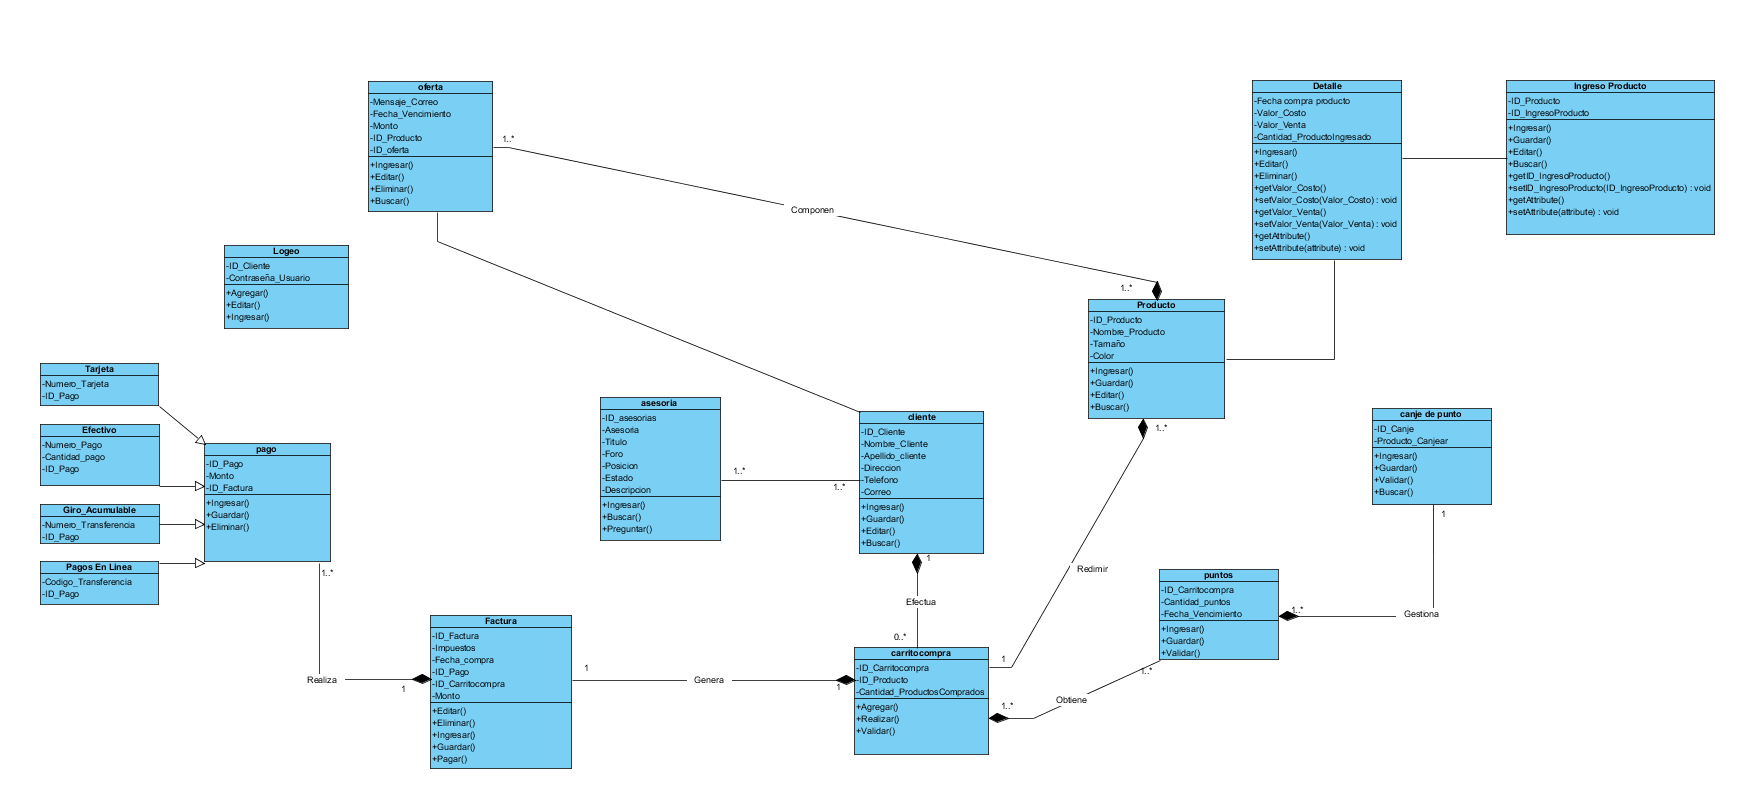 oferta
-Mensaje_Correo
-Fecha_Vencimiento
-Monto
-ID_Producto
-ID_oferta
+Ingresar()
+Editar()
+Eliminar()
+Buscar()
1..*
Componen
Detalle
-Fecha compra producto
-Valor_Costo
-Valor_Venta
-Cantidad_ProductoIngresado
+Ingresar()
+Editar()
+Eliminar()
+getValor_Costo()
+setValor_Costo(Valor_Costo) : void
+getValor_Venta()
+setValor_Venta(Valor_Venta) : void
+getAttribute()
+setAttribute(attribute) : void
Ingreso Producto
-ID_Producto
-ID_IngresoProducto
+Ingresar()
+Guardar()
+Editar()
+Buscar()
+getID_IngresoProducto()
+setID_IngresoProducto(ID_IngresoProducto) : void
+getAttribute()
+setAttribute(attribute) : void
Logeo
-ID_Cliente
-Contraseña_Usuario
+Agregar()
+Editar()
+Ingresar()
1..*
Producto
-ID_Producto
-Nombre_Producto
-Tamaño
-Color
+Ingresar()
+Guardar()
+Editar()
+Buscar()
1..*
Tarjeta
-Numero_Tarjeta
-ID_Pago
Efectivo
-Numero_Pago
-Cantidad_pago
-ID_Pago
Giro_Acumulable
-Numero_Transferencia
-ID_Pago
Pagos En Linea
-Codigo_Transferencia
-ID_Pago
pago
-ID_Pago
-Monto
-ID_Factura
+Ingresar()
+Guardar()
+Eliminar()
1..*
asesoria
-ID_asesorias
-Asesoria
-Titulo
-Foro
-Posicion
-Estado
-Descripcion
+Ingresar()
+Buscar()
+Preguntar()
1..*
1..*
cliente
-ID_Cliente
-Nombre_Cliente
-Apellido_cliente
-Direccion
-Telefono
-Correo
+Ingresar()
+Guardar()
+Editar()
+Buscar()
1
Efectua
0..*
Redimir
canje de punto
-ID_Canje
-Producto_Canjear
+Ingresar()
+Guardar()
+Validar()
+Buscar()
1
Gestiona
1..*
puntos
-ID_Carritocompra
-Cantidad_puntos
-Fecha_Vencimiento
+Ingresar()
+Guardar()
+Validar()
1..*
Obtiene
1..*
Realiza
1
Factura
-ID_Factura
-Impuestos
-Fecha_compra
-ID_Pago
-ID_Carritocompra
-Monto
+Editar()
+Eliminar()
+Ingresar()
+Guardar()
+Pagar()
1
Genera
1
carritocompra
-ID_Carritocompra
-ID_Producto
-Cantidad_ProductosComprados
+Agregar()
+Realizar()
+Validar()
1